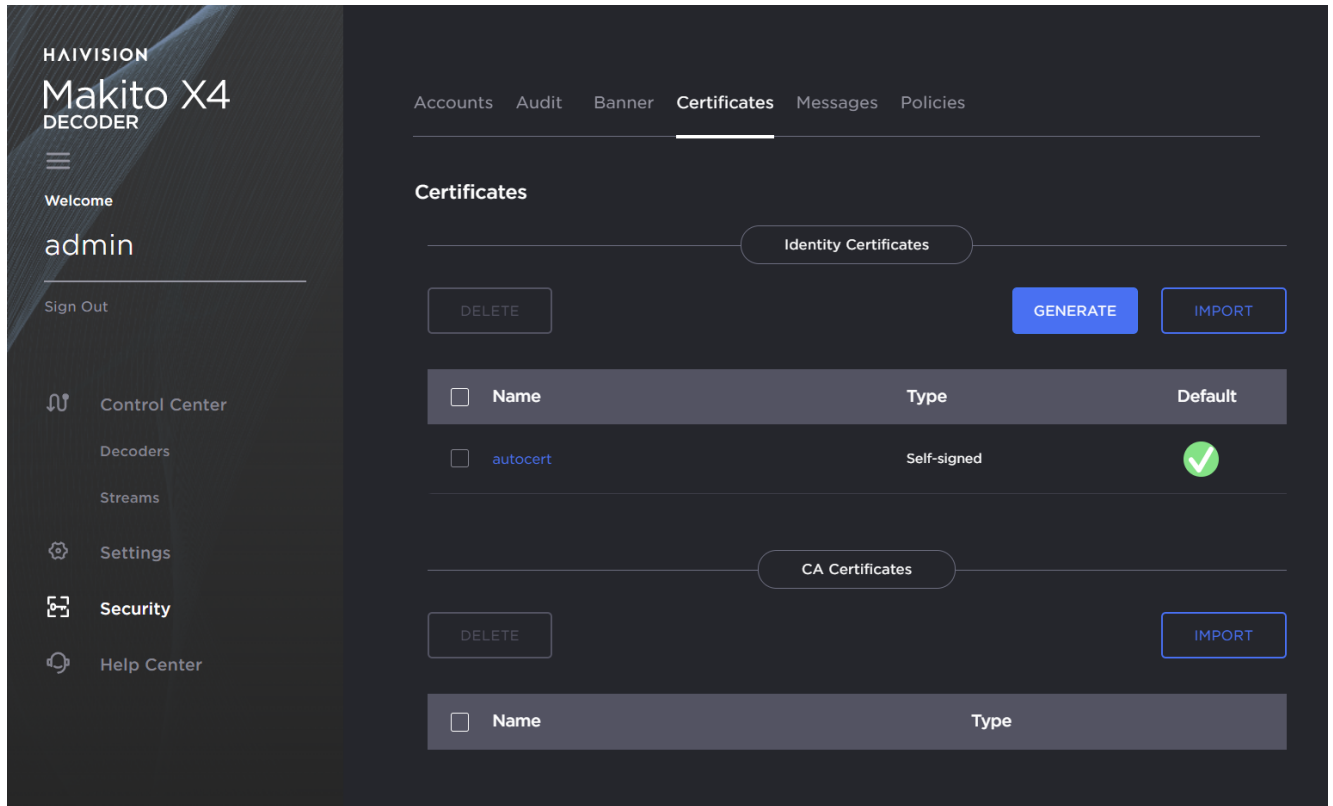 HAIVISION
Makito X4
DECODER
Welcome
admin
Sign Out
Control Center
Decoders
Streams
Settings
Security
Help Center
Accounts Audit Banner Certificates Messages Policies
Certificates
Identity Certificates
DELETE GENERATE IMPORT
Name Type Default
autocert Self-signed
CA Certificates
DELETE IMPORT
Name Type